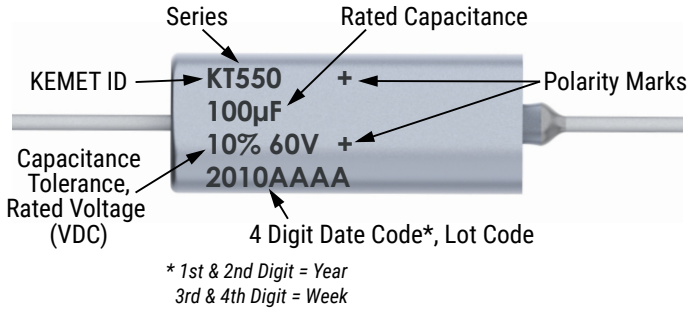 Series
Rated Capacitance
KEMET ID
KT550 +
Polarity Marks
100µF
10% 60V +
Capacitance
Tolerance,
Rated Voltage
(VDC)
2010AAAA
4 Digit Date Code*, Lot Code
* 1st & 2nd Digit = Year
3rd & 4th Digit = Week